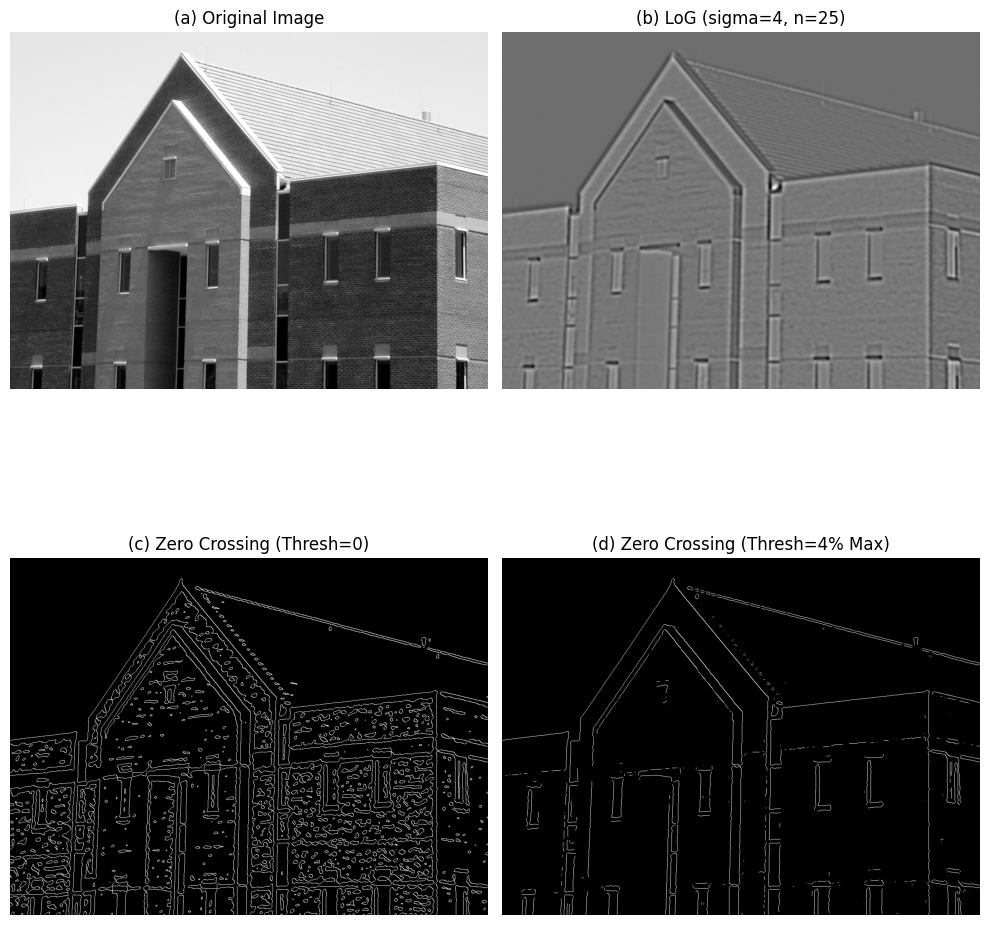 (a) Original Image
(b) LoG (sigma=4, n=25)
(c) Zero Crossing (Thresh=0)
(d) Zero Crossing (Thresh=4% Max)